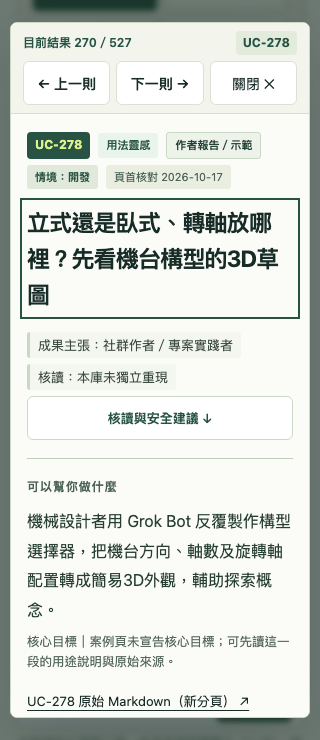 目前結果 270 / 527
UC-278
← 上一則
下一則 →
關閉 ×
UC-278
用法靈感
作者報告 / 示範
情境：開發
頁首核對 2026-10-17
立式還是臥式、轉軸放哪
裡？先看機台構型的3D草
圖
成果主張：社群作者 / 專案實踐者
核讀：本庫未獨立重現
核讀與安全建議 ↓
可以幫你做什麼
機械設計者用 Grok Bot 反覆製作構型
選擇器，把機台方向、軸數及旋轉軸
配置轉成簡易3D外觀，輔助探索概
念。
核心目標｜案例頁未宣告核心目標；可先讀這一
段的用途說明與原始來源。
UC-278 原始 Markdown（新分頁） ↗